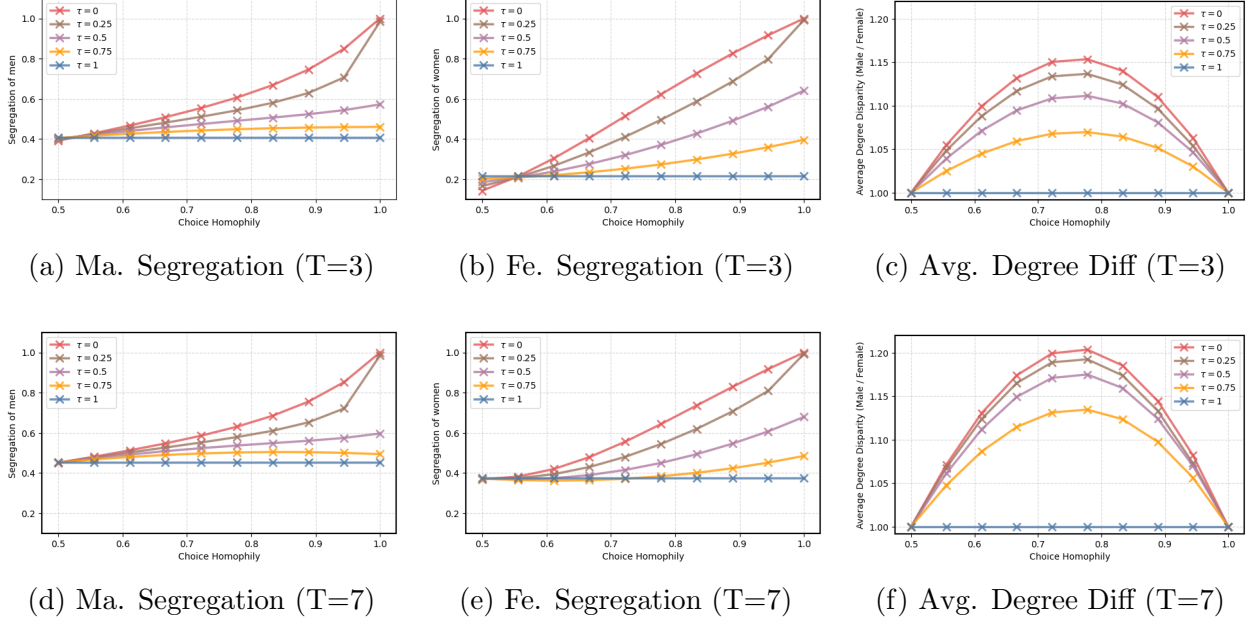 1.0
0.8
0.6
0.4
0.2
Segregation of men
τ = 0
τ = 0.25
τ = 0.5
τ = 0.75
τ = 1
0.5 0.6 0.7 0.8 0.9 1.0
Choice Homophily
(a) Ma. Segregation (T=3)
1.0
0.8
0.6
0.4
0.2
Segregation of women
τ = 0
τ = 0.25
τ = 0.5
τ = 0.75
τ = 1
0.5 0.6 0.7 0.8 0.9 1.0
Choice Homophily
(b) Fe. Segregation (T=3)
1.20
1.15
1.10
1.05
1.00
Average Degree Disparity (Male / Female)
τ = 0
τ = 0.25
τ = 0.5
τ = 0.75
τ = 1
0.5 0.6 0.7 0.8 0.9 1.0
Choice Homophily
(c) Avg. Degree Diff (T=3)
1.0
0.8
0.6
0.4
0.2
Segregation of men
τ = 0
τ = 0.25
τ = 0.5
τ = 0.75
τ = 1
0.5 0.6 0.7 0.8 0.9 1.0
Choice Homophily
(d) Ma. Segregation (T=7)
1.0
0.8
0.6
0.4
0.2
Segregation of women
τ = 0
τ = 0.25
τ = 0.5
τ = 0.75
τ = 1
0.5 0.6 0.7 0.8 0.9 1.0
Choice Homophily
(e) Fe. Segregation (T=7)
1.20
1.15
1.10
1.05
1.00
Average Degree Disparity (Male / Female)
τ = 0
τ = 0.25
τ = 0.5
τ = 0.75
τ = 1
0.5 0.6 0.7 0.8 0.9 1.0
Choice Homophily
(f) Avg. Degree Diff (T=7)